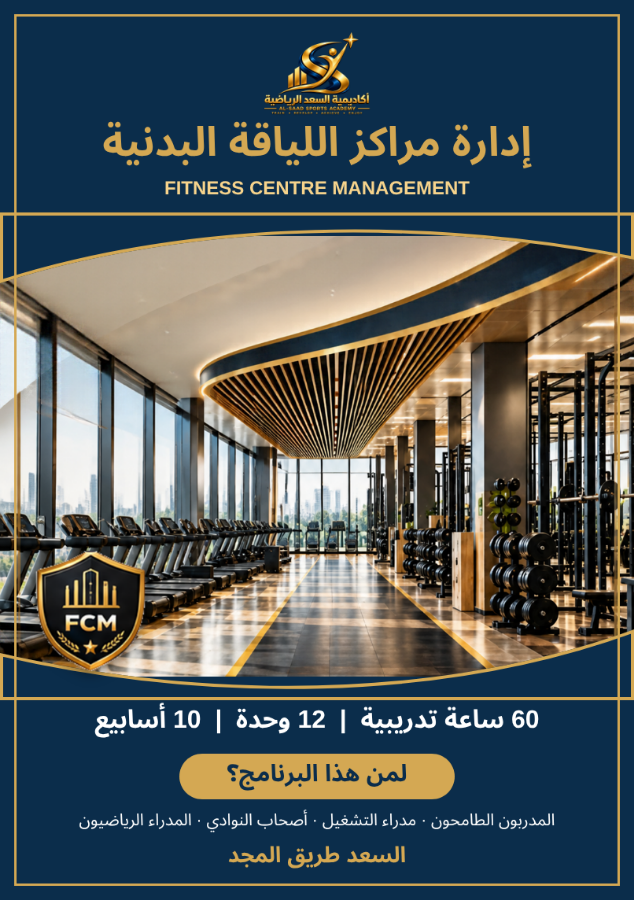 أكاديمية السعد الرياضية
AL-SAAD SPORTS ACADEMY
إدارة مراكز اللياقة البدنية
FITNESS CENTRE MANAGEMENT
FCM
60 ساعة تدريبية | 12 وحدة | 10 أسابيع
لمن هذا البرنامج؟
المدربون الطامحون · مدراء التشغيل · أصحاب النوادي · المدراء الرياضيون
السعد طريق المجد